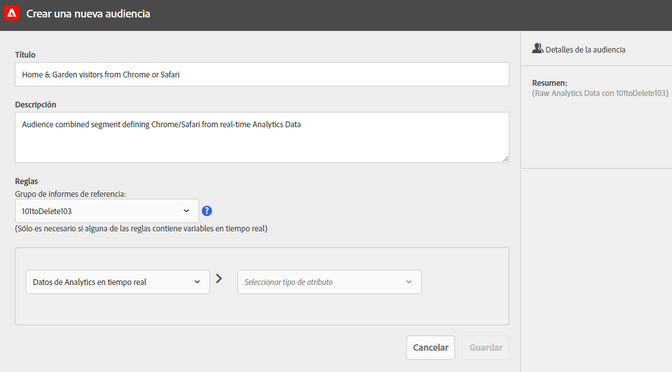 Crear una nueva audiencia
Título
Home & Garden visitors from Chrome or Safari
Descripción
Audience combined segment defining Chrome/Safari from real-time Analytics Data
Reglas
Grupo de informes de referencia:
101toDelete103
?
(Sólo es necesario si alguna de las reglas contiene variables en tiempo real)
Datos de Analytics en tiempo real
Seleccionar tipo de atributo
Cancelar
Guardar
Detalles de la audiencia
Resumen:
(Raw Analytics Data con 101toDelete103)